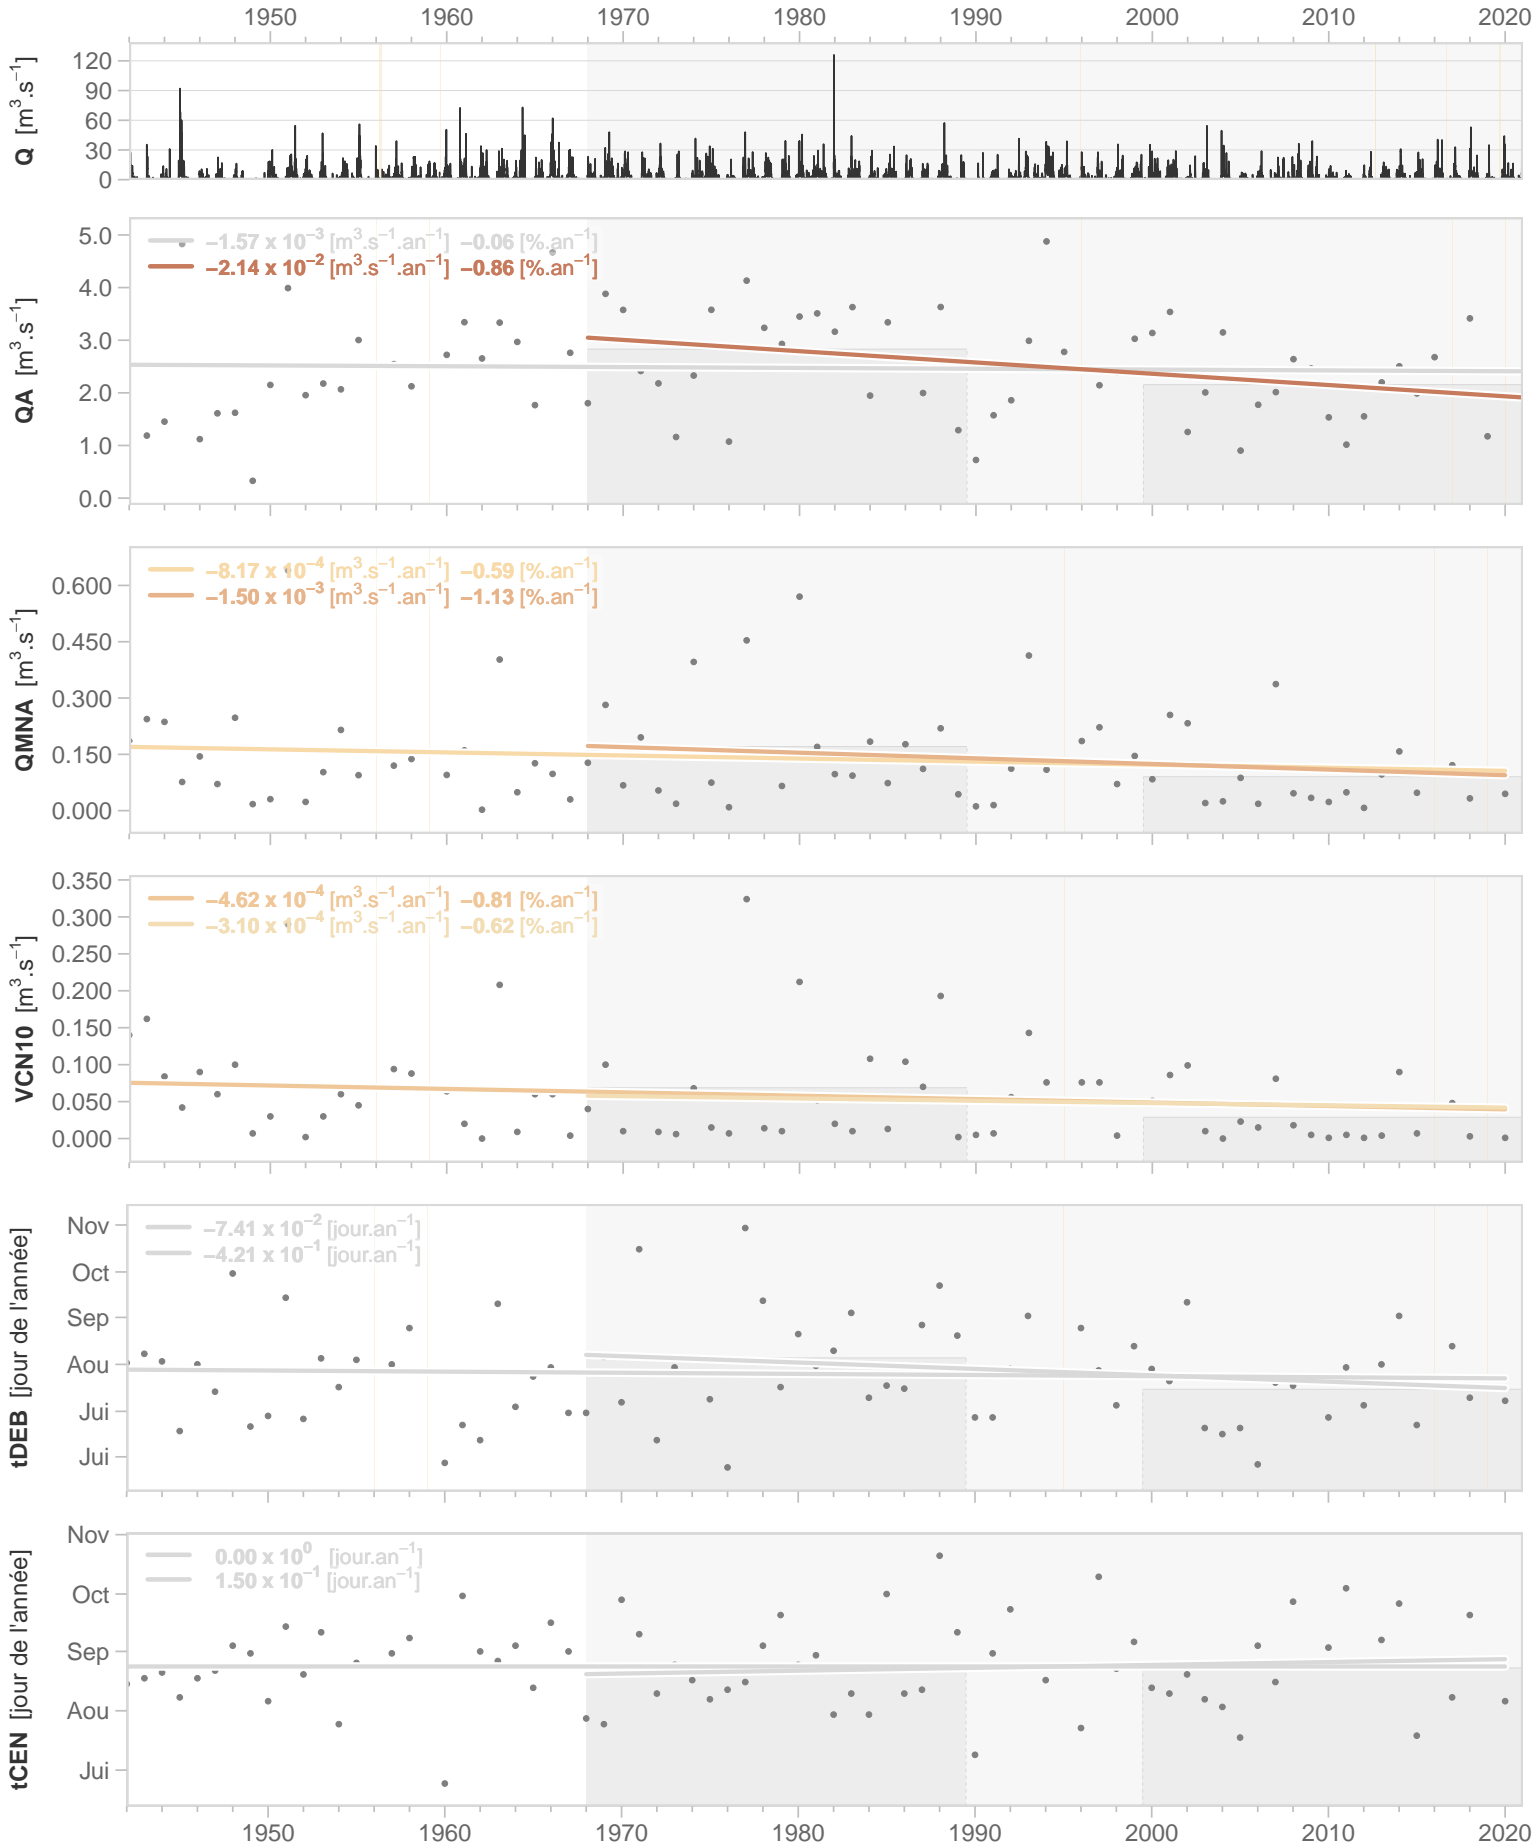 1950 1960 1970 1980 1990 2000 2010 2020
Q [m³.s⁻¹]
120
90
60
30
0
QA [m³.s⁻¹]
5.0
4.0
3.0
2.0
1.0
0.0
−1.57 x 10⁻³ [m³.s⁻¹.an⁻¹] −0.06 [%.an⁻¹]
−2.14 x 10⁻² [m³.s⁻¹.an⁻¹] −0.86 [%.an⁻¹]
QMNA [m³.s⁻¹]
0.600
0.450
0.300
0.150
0.000
−8.17 x 10⁻⁴ [m³.s⁻¹.an⁻¹] −0.59 [%.an⁻¹]
−1.50 x 10⁻³ [m³.s⁻¹.an⁻¹] −1.13 [%.an⁻¹]
VCN10 [m³.s⁻¹]
0.350
0.300
0.250
0.200
0.150
0.100
0.050
0.000
−4.62 x 10⁻⁴ [m³.s⁻¹.an⁻¹] −0.81 [%.an⁻¹]
−3.10 x 10⁻⁴ [m³.s⁻¹.an⁻¹] −0.62 [%.an⁻¹]
tDEB [jour de l'année]
Nov
Oct
Sep
Aou
Jui
Jui
−7.41 x 10⁻² [jour.an⁻¹]
−4.21 x 10⁻¹ [jour.an⁻¹]
tCEN [jour de l'année]
Nov
Oct
Sep
Aou
Jui
0.00 x 10⁰ [jour.an⁻¹]
1.50 x 10⁻¹ [jour.an⁻¹]
1950 1960 1970 1980 1990 2000 2010 2020